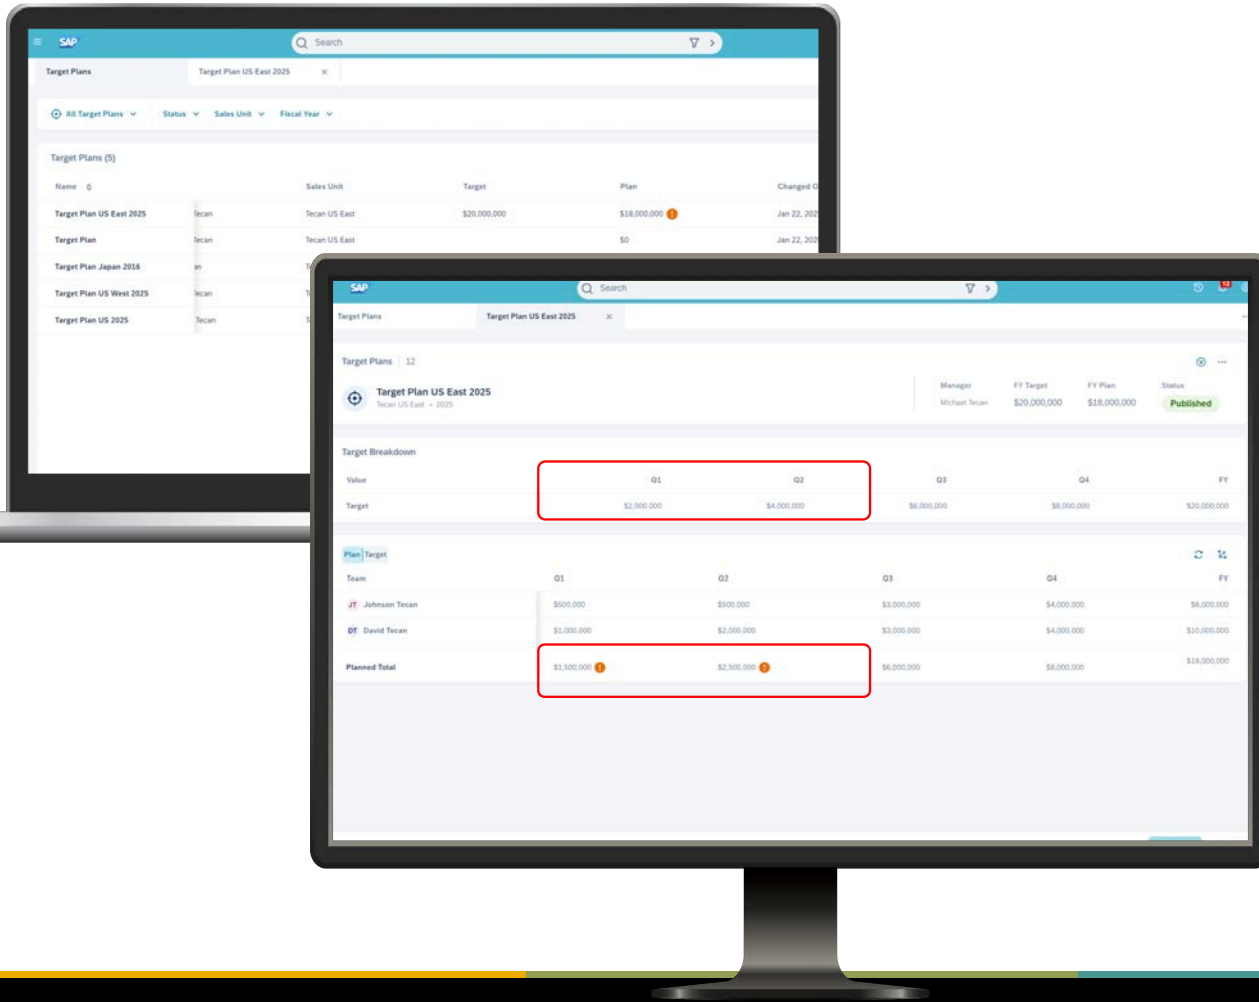 SAP
Search
Target Plans
Target Plan US East 2025
All Target Plans Status Sales Unit Fiscal Year
Target Plans (5)
Name Sales Unit Target Plan Changed O
Target Plan US East 2025 Tecan Tecan US East $20,000,000 $18,000,000 Jan 22, 202
Target Plan Tecan Tecan US East $0 Jan 22, 202
Target Plan Japan 2016 an
Target Plan US West 2025 ecan
Target Plan US 2025 Tecan
SAP
Search
13
Target Plans
Target Plan US East 2025
Target Plans 12
Target Plan US East 2025
Tecan US East • 2025
Manager FY Target FY Plan Status
Michael Tecan $20,000,000 $18,000,000 Published
Target Breakdown
Value Q1 Q2 Q3 Q4 FY
Target $2,000,000 $4,000,000 $6,000,000 $8,000,000 $20,000,000
Plan Target
Team Q1 Q2 Q3 Q4 FY
JT Johnson Tecan $500,000 $500,000 $3,000,000 $4,000,000 $8,000,000
DT David Tecan $1,000,000 $2,000,000 $3,000,000 $4,000,000 $10,000,000
Planned Total $1,500,000 $2,500,000 $6,000,000 $8,000,000 $18,000,000